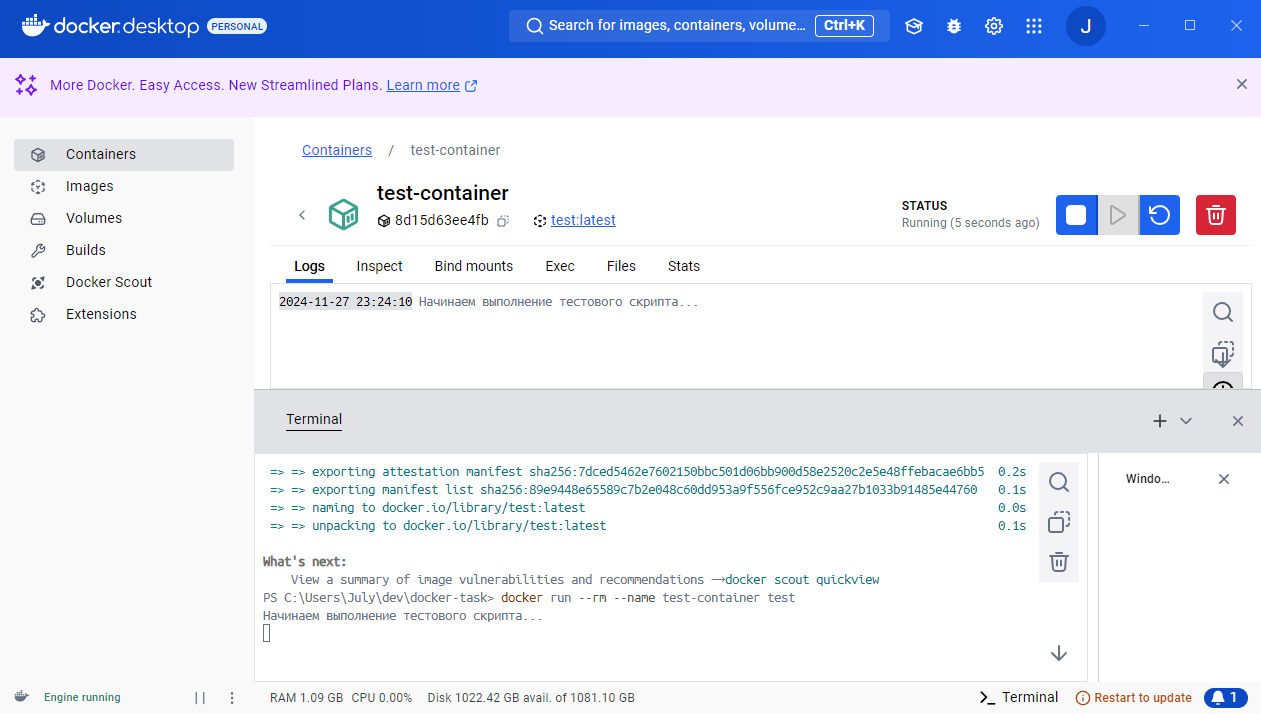 docker desktop PERSONAL
Search for images, containers, volume... Ctrl+K
J
More Docker. Easy Access. New Streamlined Plans. Learn more
Containers
Images
Volumes
Builds
Docker Scout
Extensions
Containers / test-container
test-container
8d15d63ee4fb test:latest
STATUS
Running (5 seconds ago)
Logs Inspect Bind mounts Exec Files Stats
2024-11-27 23:24:10 Начинаем выполнение тестового скрипта...
Terminal
=> => exporting attestation manifest sha256:7dced5462e7602150bbc501d06bb900d58e2520c2e5e48ffebacae6bb5 0.2s
=> => exporting manifest list sha256:89e9448e65589c7b2e048c60dd953a9f556fce952c9aa27b1033b91485e44760 0.1s
=> => naming to docker.io/library/test:latest 0.0s
=> => unpacking to docker.io/library/test:latest 0.1s
What's next:
View a summary of image vulnerabilities and recommendations → docker scout quickview
PS C:\Users\July\dev\docker-task> docker run --rm --name test-container test
Начинаем выполнение тестового скрипта...
Windo...
Engine running
RAM 1.09 GB CPU 0.00% Disk 1022.42 GB avail. of 1081.10 GB
>_ Terminal
Restart to update
1